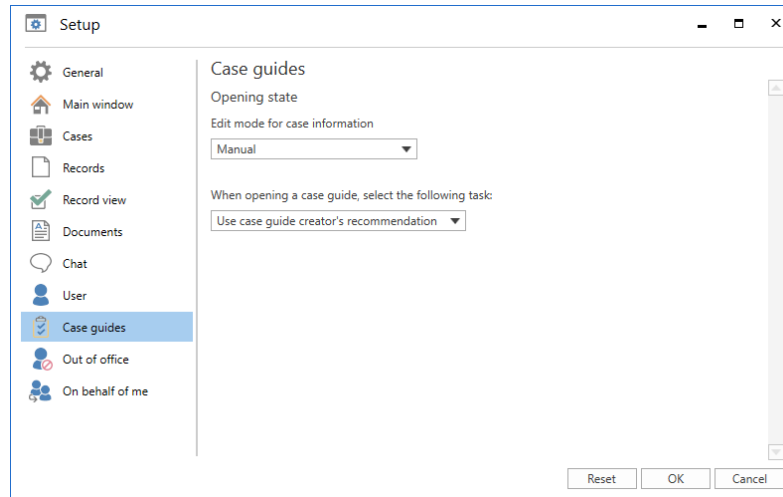 Setup
General
Main window
Cases
Records
Record view
Documents
Chat
User
Case guides
Out of office
On behalf of me
Case guides
Opening state
Edit mode for case information
Manual
When opening a case guide, select the following task:
Use case guide creator's recommendation
Reset OK Cancel